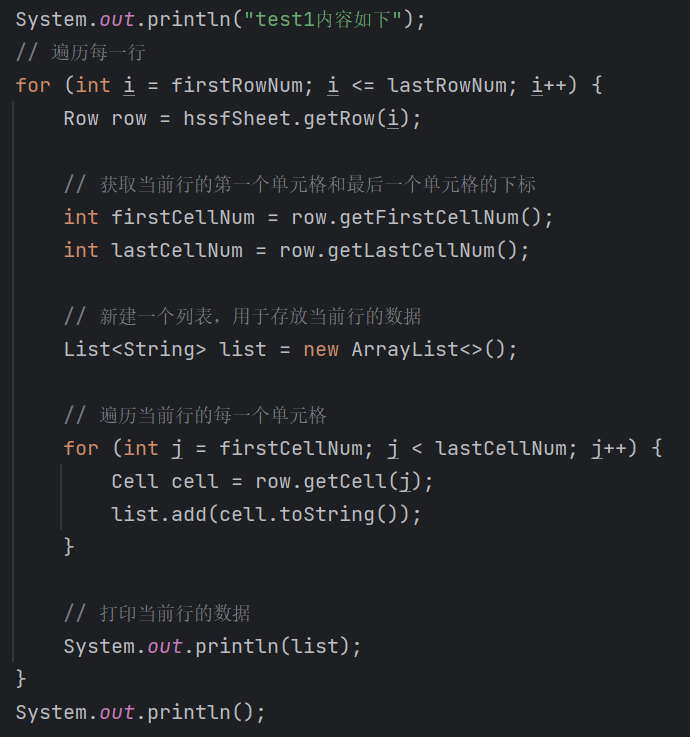 System.out.println("test1内容如下");
// 遍历每一行
for (int i = firstRowNum; i <= lastRowNum; i++) {
    Row row = hssfSheet.getRow(i);

    // 获取当前行的第一个单元格和最后一个单元格的下标
    int firstCellNum = row.getFirstCellNum();
    int lastCellNum = row.getLastCellNum();

    // 新建一个列表，用于存放当前行的数据
    List<String> list = new ArrayList<>();

    // 遍历当前行的每一个单元格
    for (int j = firstCellNum; j < lastCellNum; j++) {
        Cell cell = row.getCell(j);
        list.add(cell.toString());
    }

    // 打印当前行的数据
    System.out.println(list);
}
System.out.println();